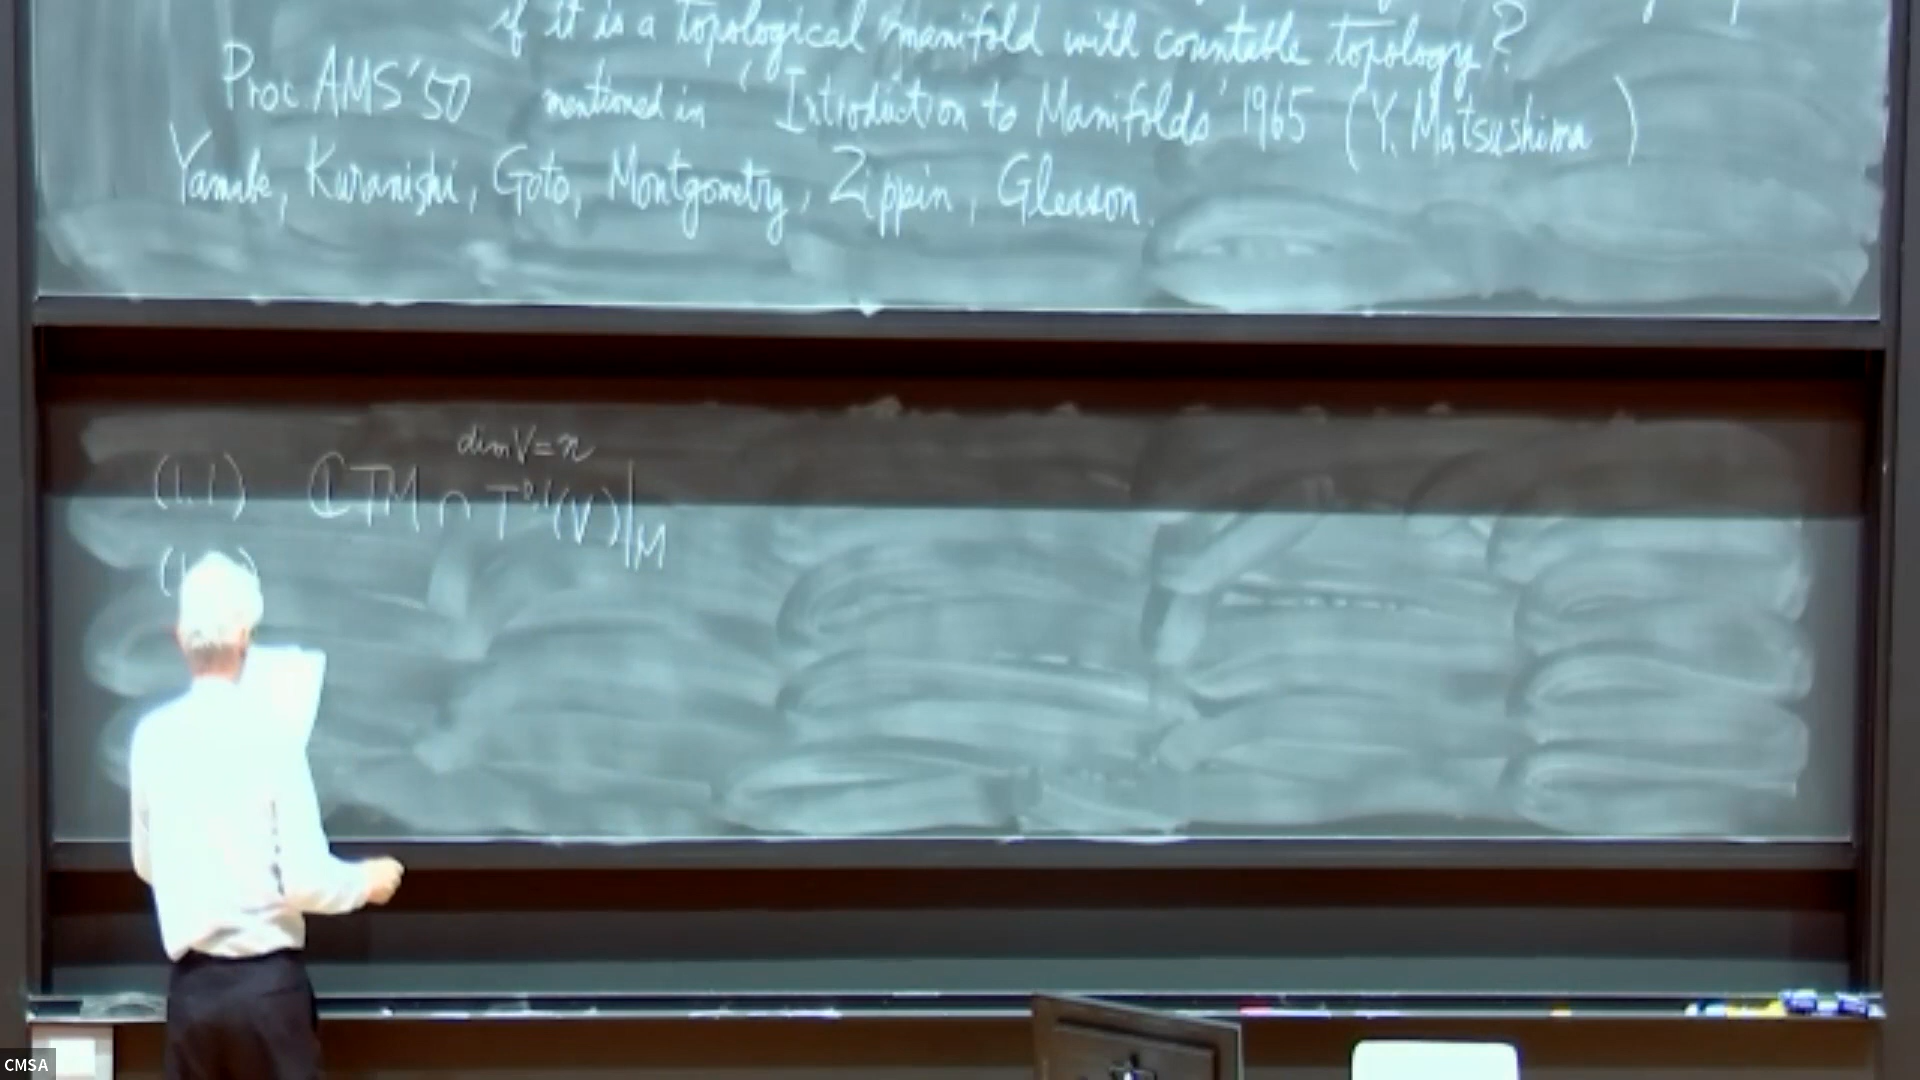 if it is a topological manifold with countable topology?
Proc AMS '50 mentioned in 'Introduction to Manifolds' 1965 (Y. Matsushima)
Yamabe, Kuranishi, Goto, Montgometry, Zippin, Gleason.
dim V = n
(1.1) ℂTM ∩ T^{0,1}(V)|_M
CMSA